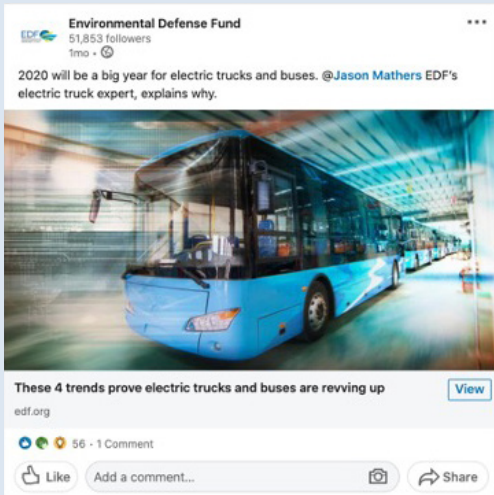 EDF
Environmental Defense Fund
51,853 followers
1mo •
2020 will be a big year for electric trucks and buses. @Jason Mathers EDF's
electric truck expert, explains why.
These 4 trends prove electric trucks and buses are revving up
View
edf.org
56 · 1 Comment
Like
Add a comment...
Share